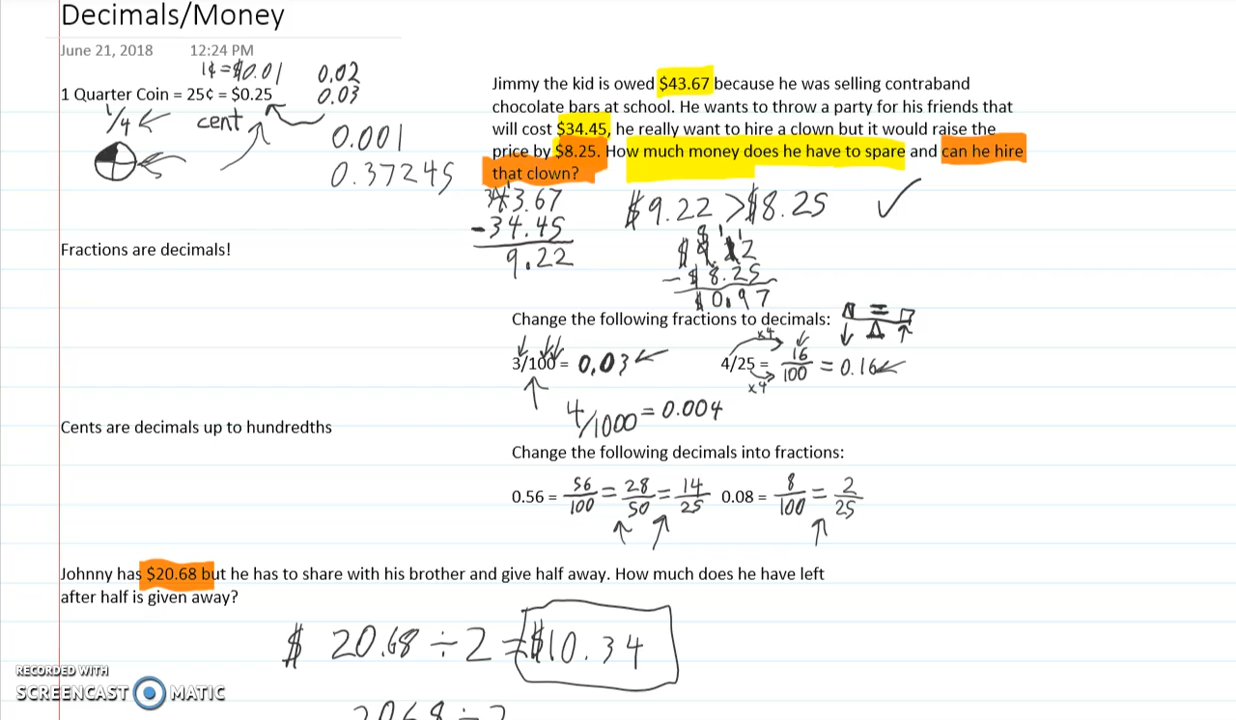 Decimals/Money
June 21, 2018 12:24 PM
1¢=$0.01
0.02
1 Quarter Coin = 25¢ = $0.25
0.03
1/4
cent
0.001
0.37245
Fractions are decimals!
Cents are decimals up to hundredths
Jimmy the kid is owed $43.67 because he was selling contraband
chocolate bars at school. He wants to throw a party for his friends that
will cost $34.45, he really want to hire a clown but it would raise the
price by $8.25. How much money does he have to spare and can he hire
that clown?
3.67
-34.45
9.22
$9.22 >$8.25 ✓
- $8.25
$0.97
Change the following fractions to decimals:
3/100= 0.03
x4
4/25= 16/100 = 0.16
x4
4/1000 = 0.004
Change the following decimals into fractions:
0.56 = 56/100 = 28/50 = 14/25 0.08 = 8/100 = 2/25
Johnny has $20.68 but he has to share with his brother and give half away. How much does he have left
after half is given away?
$ 20.68 ÷ 2 = $10.34
RECORDED WITH
SCREENCAST MATIC
2068 ÷ 2